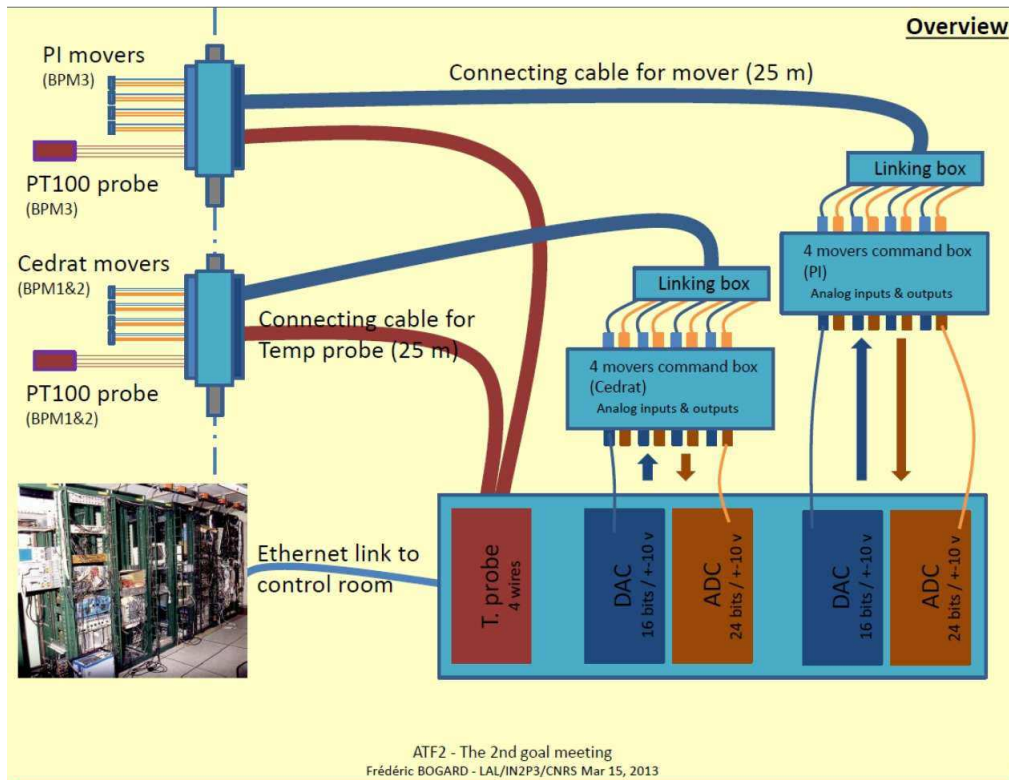 Overview
PI movers
(BPM3)
Connecting cable for mover (25 m)
PT100 probe
(BPM3)
Linking box
4 movers command box
(PI)
Analog inputs & outputs
Cedrat movers
(BPM1&2)
Connecting cable for
Temp probe (25 m)
Linking box
4 movers command box
(Cedrat)
Analog inputs & outputs
PT100 probe
(BPM1&2)
Ethernet link to
control room
T. probe
4 wires
DAC
16 bits / +-10 v
ADC
24 bits / +-10 v
DAC
16 bits / +-10 v
ADC
24 bits / +-10 v
ATF2 - The 2nd goal meeting
Frédéric BOGARD - LAL/IN2P3/CNRS Mar 15, 2013